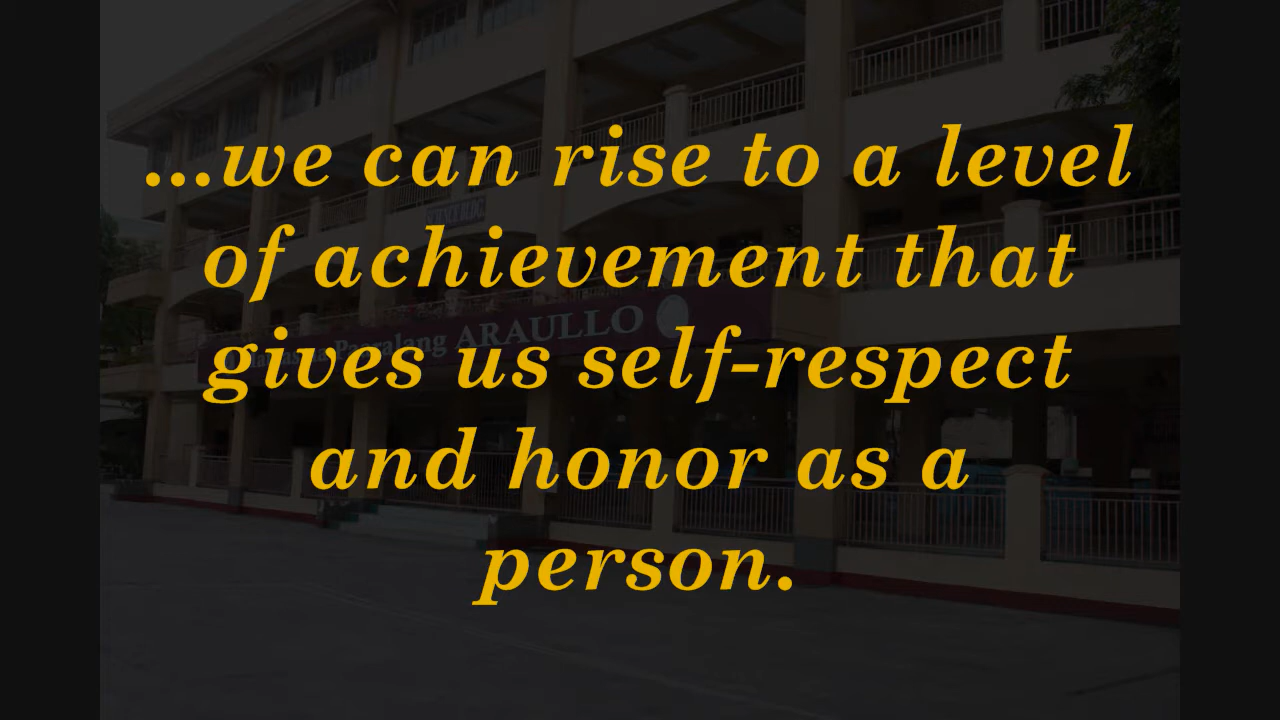 ...we can rise to a level
of achievement that
gives us self-respect
and honor as a
person.
Paaralang ARAULLO